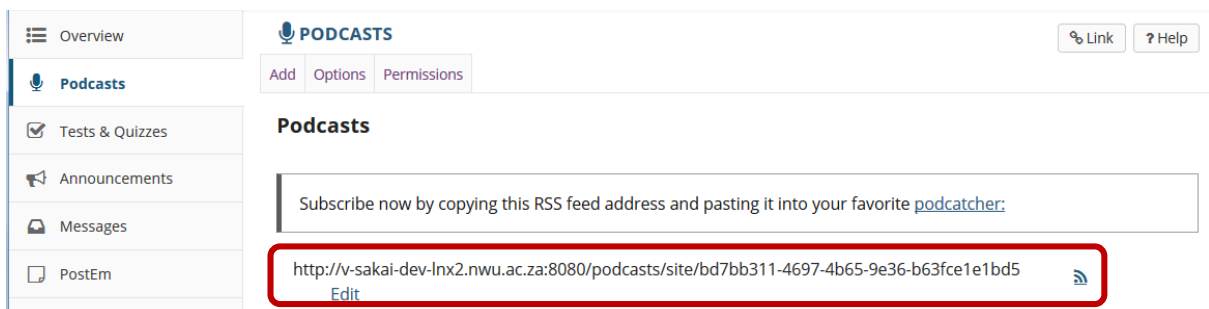 Overview
Podcasts
Tests & Quizzes
Announcements
Messages
PostEm
PODCASTS
Link
? Help
Add Options Permissions
Podcasts
Subscribe now by copying this RSS feed address and pasting it into your favorite podcatcher:
http://v-sakai-dev-lnx2.nwu.ac.za:8080/podcasts/site/bd7bb311-4697-4b65-9e36-b63fce1e1bd5
Edit